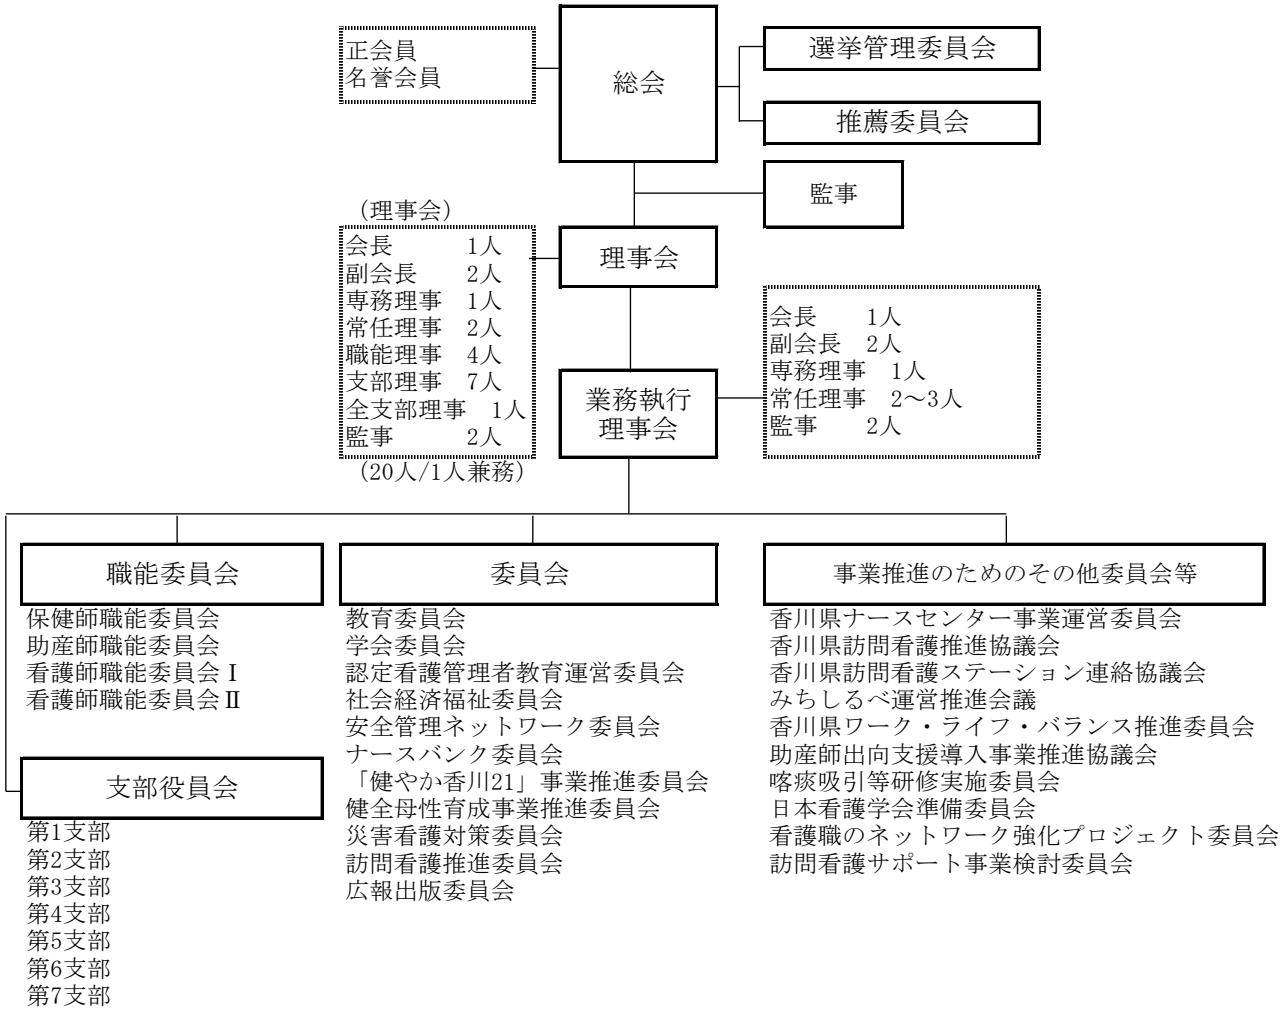 正会員
名誉会員
総会
選挙管理委員会
推薦委員会
監事
（理事会）
会長 1人
副会長 2人
専務理事 1人
常任理事 2人
職能理事 4人
支部理事 7人
全支部理事 1人
監事 2人
（20人/1人兼務）
理事会
業務執行
理事会
会長 1人
副会長 2人
専務理事 1人
常任理事 2〜3人
監事 2人
職能委員会
保健師職能委員会
助産師職能委員会
看護師職能委員会Ⅰ
看護師職能委員会Ⅱ
支部役員会
第1支部
第2支部
第3支部
第4支部
第5支部
第6支部
第7支部
委員会
教育委員会
学会委員会
認定看護管理者教育運営委員会
社会経済福祉委員会
安全管理ネットワーク委員会
ナースバンク委員会
「健やか香川21」事業推進委員会
健全母性育成事業推進委員会
災害看護対策委員会
訪問看護推進委員会
広報出版委員会
事業推進のためのその他委員会等
香川県ナースセンター事業運営委員会
香川県訪問看護推進協議会
香川県訪問看護ステーション連絡協議会
みちしるべ運営推進会議
香川県ワーク・ライフ・バランス推進委員会
助産師出向支援導入事業推進協議会
喀痰吸引等研修実施委員会
日本看護学会準備委員会
看護職のネットワーク強化プロジェクト委員会
訪問看護サポート事業検討委員会